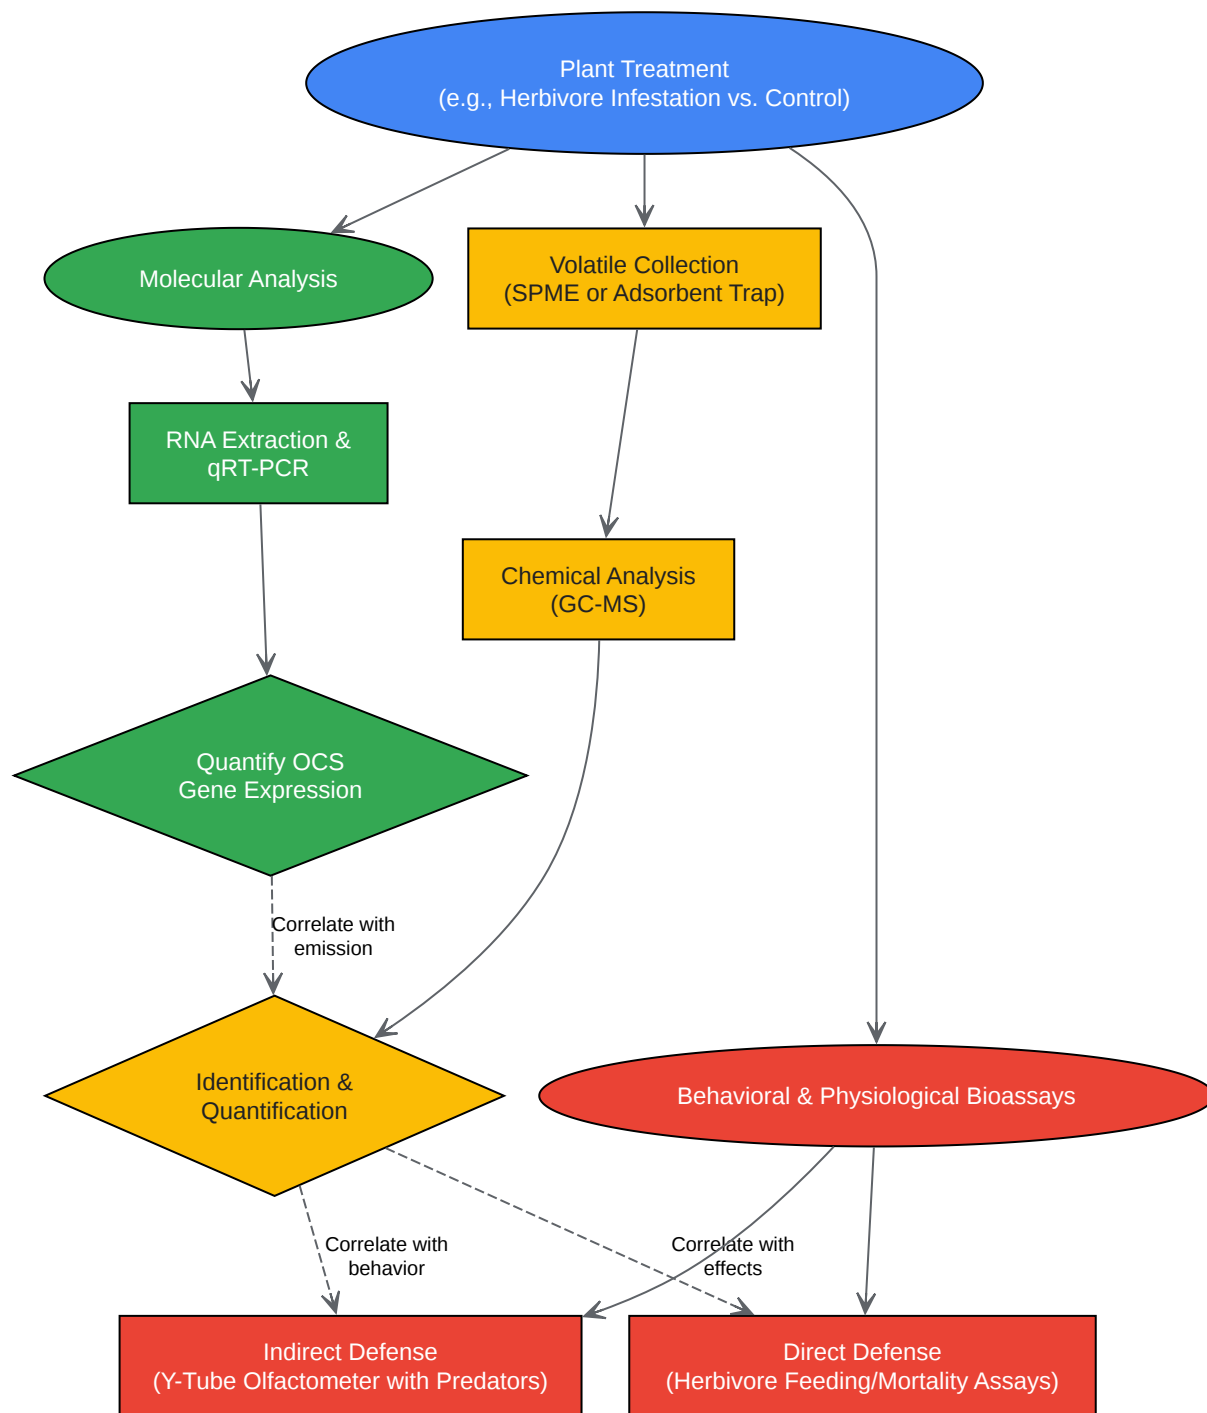 Plant Treatment
(e.g., Herbivore Infestation vs. Control)
Molecular Analysis
Volatile Collection
(SPME or Adsorbent Trap)
RNA Extraction &
qRT-PCR
Chemical Analysis
(GC-MS)
Quantify OCS
Gene Expression
Correlate with
emission
Identification &
Quantification
Behavioral & Physiological Bioassays
Correlate with
behavior
Correlate with
effects
Indirect Defense
(Y-Tube Olfactometer with Predators)
Direct Defense
(Herbivore Feeding/Mortality Assays)